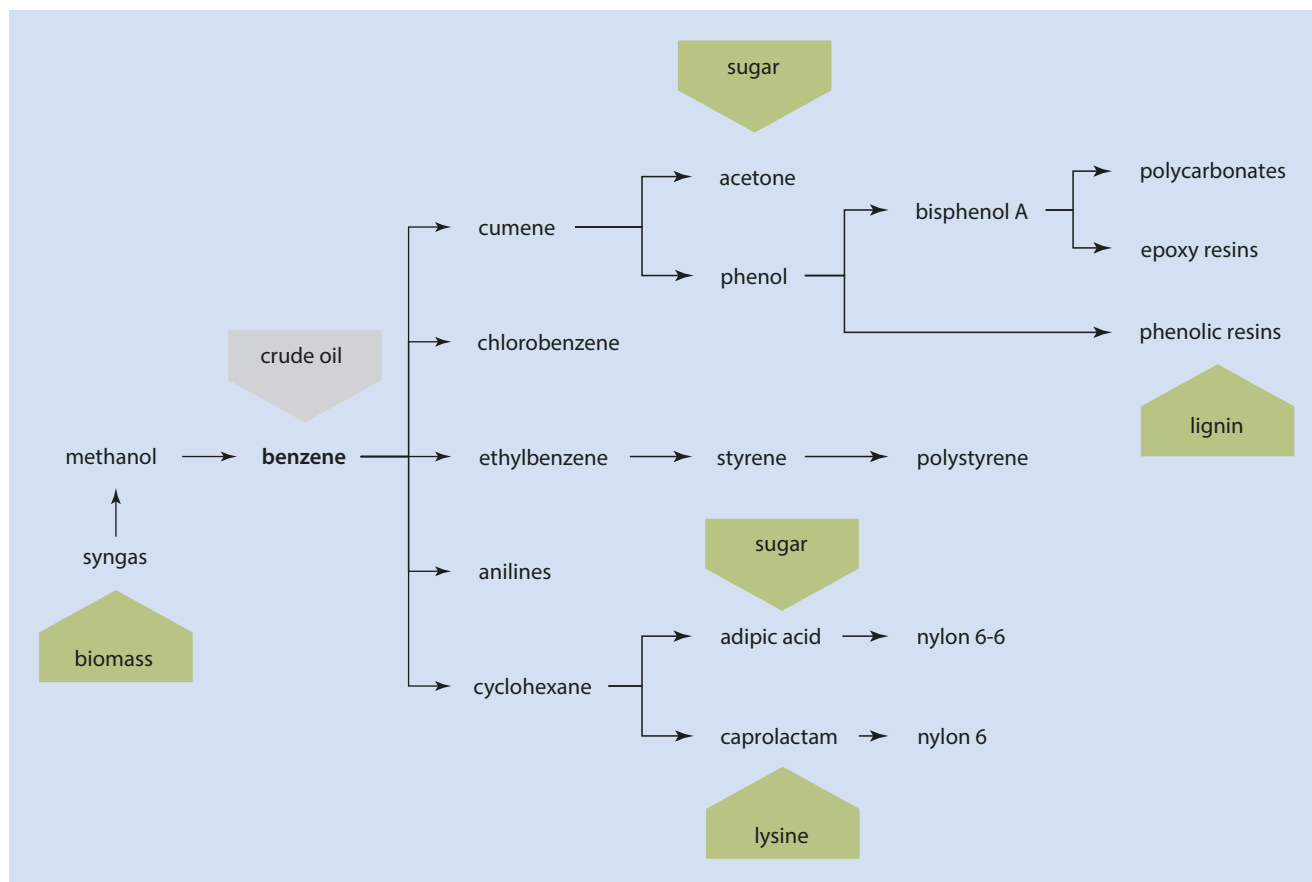 sugar
acetone
polycarbonates
bisphenol A
cumene
epoxy resins
phenol
phenolic resins
chlorobenzene
crude oil
lignin
methanol
benzene
ethylbenzene
styrene
polystyrene
syngas
sugar
anilines
biomass
adipic acid
nylon 6-6
cyclohexane
caprolactam
nylon 6
lysine